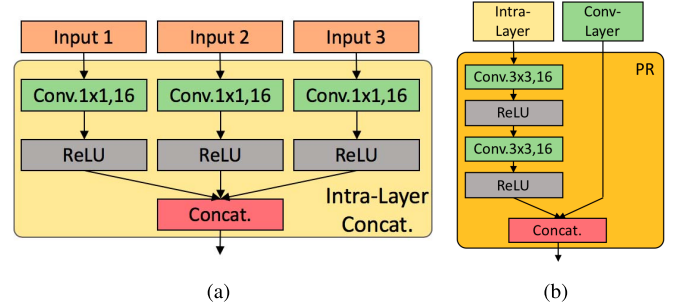 Input 1
Input 2
Input 3
Conv.1x1,16
Conv.1x1,16
Conv.1x1,16
ReLU
ReLU
ReLU
Concat.
Intra-Layer
Concat.
(a)
Intra-
Layer
Conv-
Layer
PR
Conv.3x3,16
ReLU
Conv.3x3,16
ReLU
Concat.
(b)